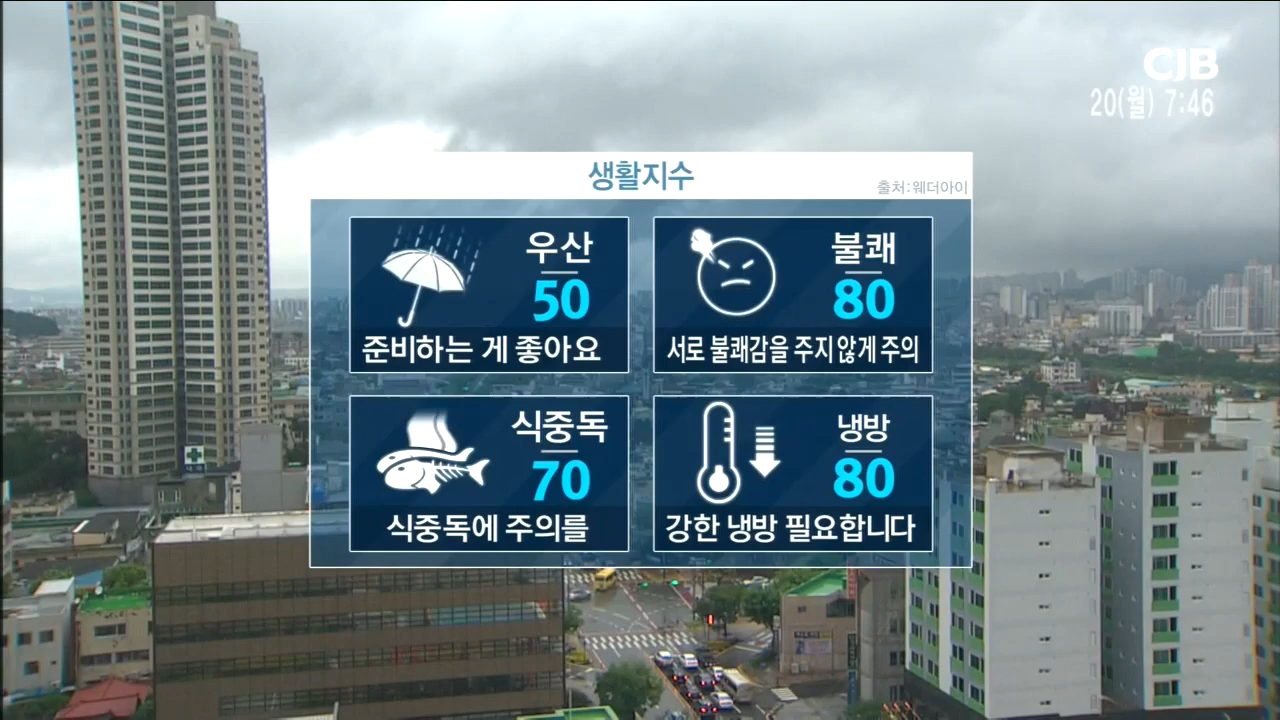 CJB
20(월) 7:46
생활지수
출처:웨더아이
우산
50
준비하는 게 좋아요
불쾌
80
서로 불쾌감을 주지 않게 주의
식중독
70
식중독에 주의를
냉방
80
강한 냉방 필요합니다